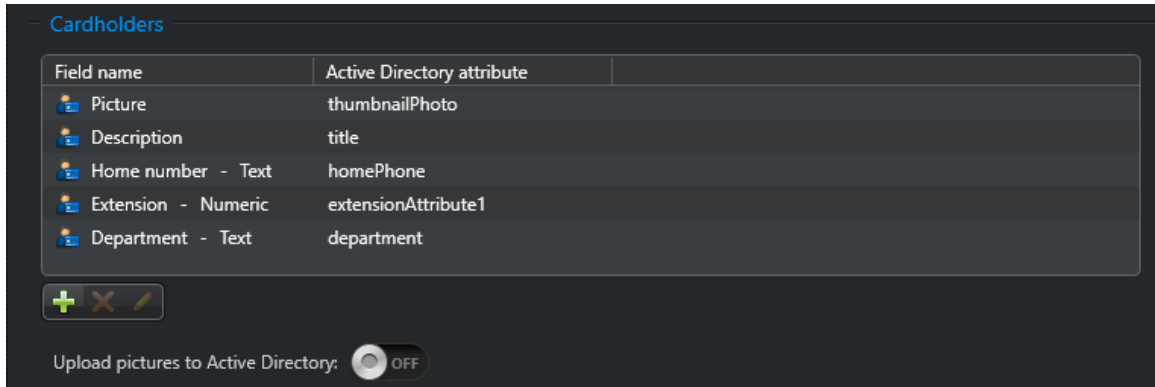 Cardholders
Field name Active Directory attribute
Picture thumbnailPhoto
Description title
Home number - Text homePhone
Extension - Numeric extensionAttribute1
Department - Text department
Upload pictures to Active Directory: OFF